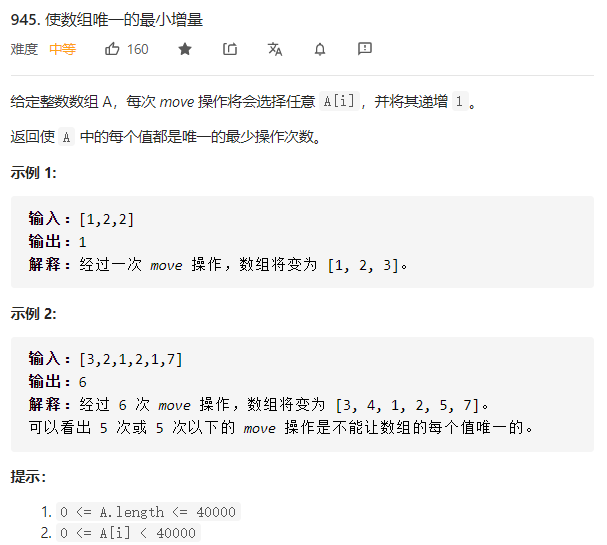 945. 使数组唯一的最小增量
难度 中等 160
给定整数数组 A，每次 move 操作将会选择任意 A[i]，并将其递增 1。
返回使 A 中的每个值都是唯一的最少操作次数。
示例 1:
输入：[1,2,2]
输出：1
解释：经过一次 move 操作，数组将变为 [1, 2, 3]。
示例 2:
输入：[3,2,1,2,1,7]
输出：6
解释：经过 6 次 move 操作，数组将变为 [3, 4, 1, 2, 5, 7]。
可以看出 5 次或 5 次以下的 move 操作是不能让数组的每个值唯一的。
提示：
1. 0 <= A.length <= 40000
2. 0 <= A[i] < 40000